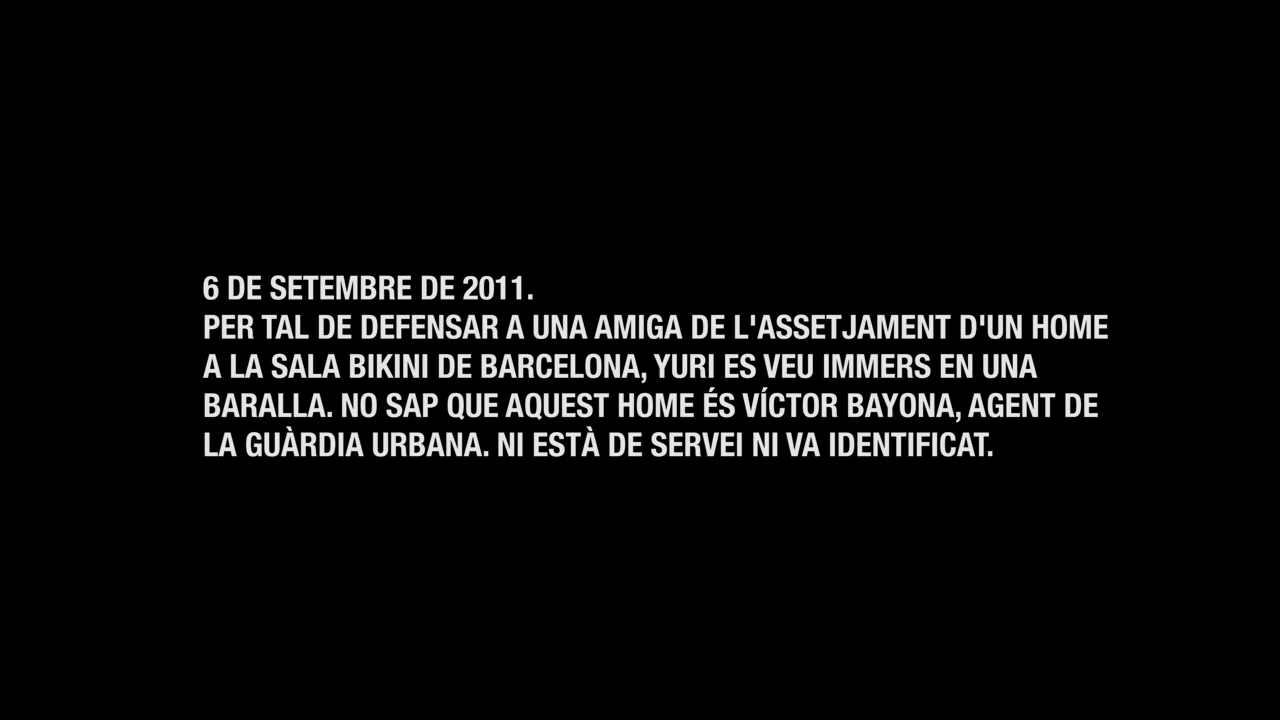 6 DE SETEMBRE DE 2011.
PER TAL DE DEFENSAR A UNA AMIGA DE L'ASSETJAMENT D'UN HOME
A LA SALA BIKINI DE BARCELONA, YURI ES VEU IMMERS EN UNA
BARALLA. NO SAP QUE AQUEST HOME ÉS VÍCTOR BAYONA, AGENT DE
LA GUÀRDIA URBANA. NI ESTÀ DE SERVEI NI VA IDENTIFICAT.